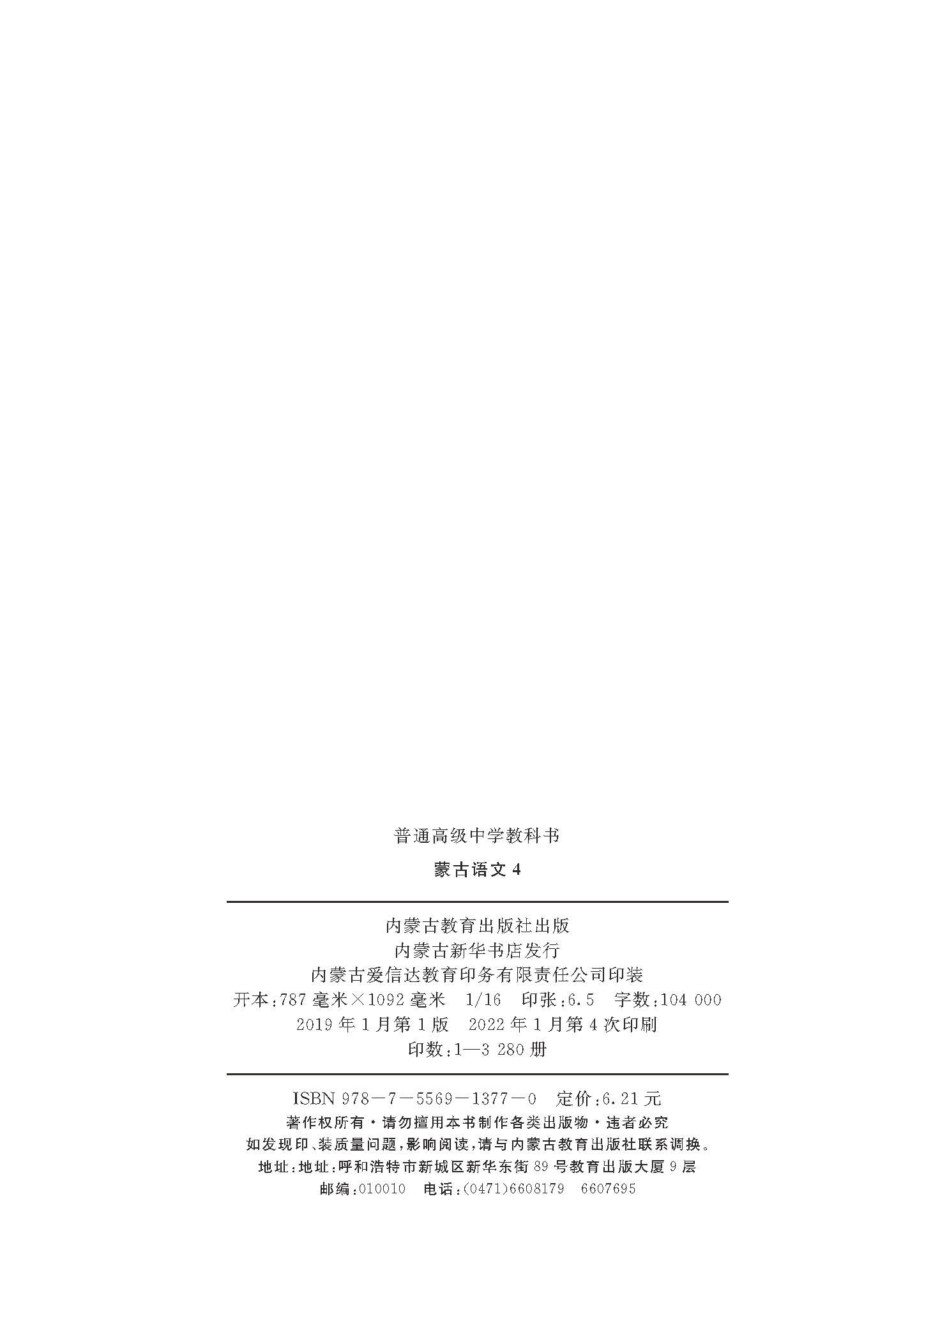 普通高级中学教科书
蒙古语文 4
内蒙古教育出版社出版
内蒙古新华书店发行
内蒙古爱信达教育印务有限责任公司印装
开本:787 毫米×1092 毫米 1/16 印张:6.5 字数:104 000
2019 年 1 月第 1 版 2022 年 1 月第 4 次印刷
印数:1—3 280 册
ISBN 978－7－5569－1377－0 定价:6.21 元
著作权所有·请勿擅用本书制作各类出版物·违者必究
如发现印、装质量问题,影响阅读,请与内蒙古教育出版社联系调换。
地址:地址:呼和浩特市新城区新华东街 89 号教育出版大厦 9 层
邮编:010010 电话:(0471)6608179 6607695